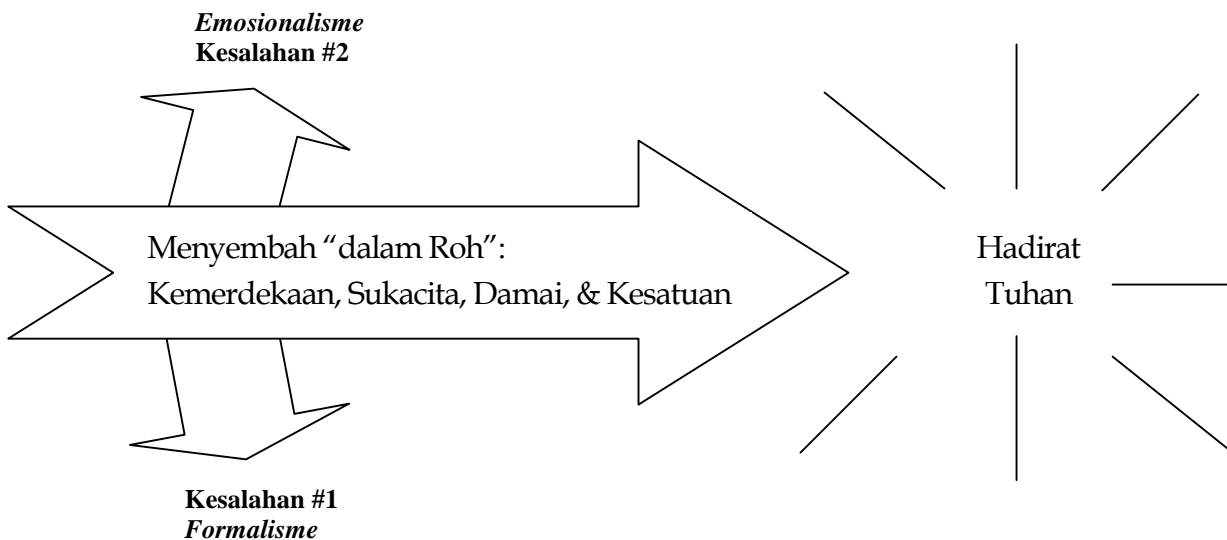 Emosionalisme
Kesalahan #2
Menyembah “dalam Roh”:
Kemerdekaan, Sukacita, Damai, & Kesatuan
Hadirat
Tuhan
Kesalahan #1
Formalisme